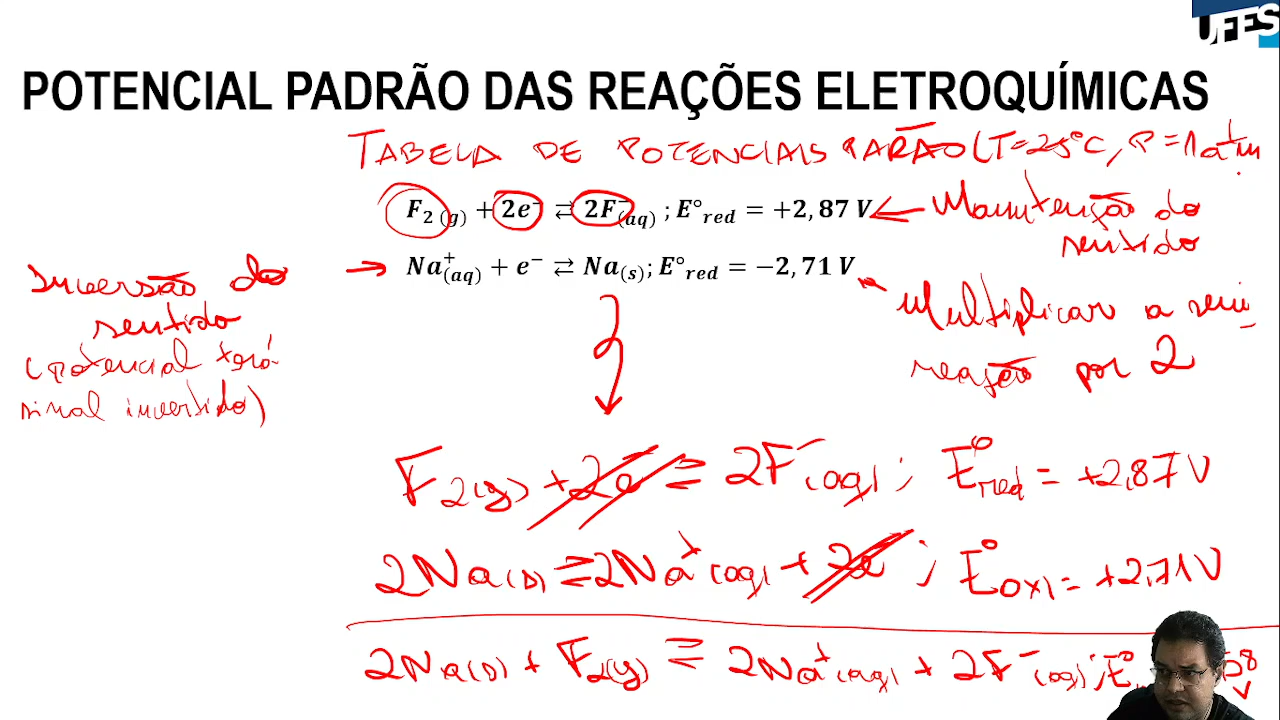 UFES
POTENCIAL PADRÃO DAS REAÇÕES ELETROQUÍMICAS
TABELA DE POTENCIAIS PARÃO (T=25°C, P=1atm
F₂ (g) + 2e⁻ ⇄ 2F⁻(aq) ; E°red = +2,87 V ← Manutenção do
sentido
Na⁺(aq) + e⁻ ⇄ Na(s); E°red = −2,71 V
Inversão do
sentido
(potencial terá
sinal invertido)
Multiplicar a semi
reação por 2
F₂(g) + 2e ⇌ 2F⁻(aq) ; E°red = +2,87 V
2Na(s) ⇌ 2Na⁺(aq) + 2e ; E°oxi = +2,71 V
2Na(s) + F₂(g) ⇌ 2Na⁺(aq) + 2F⁻(aq) ; E° 58
V